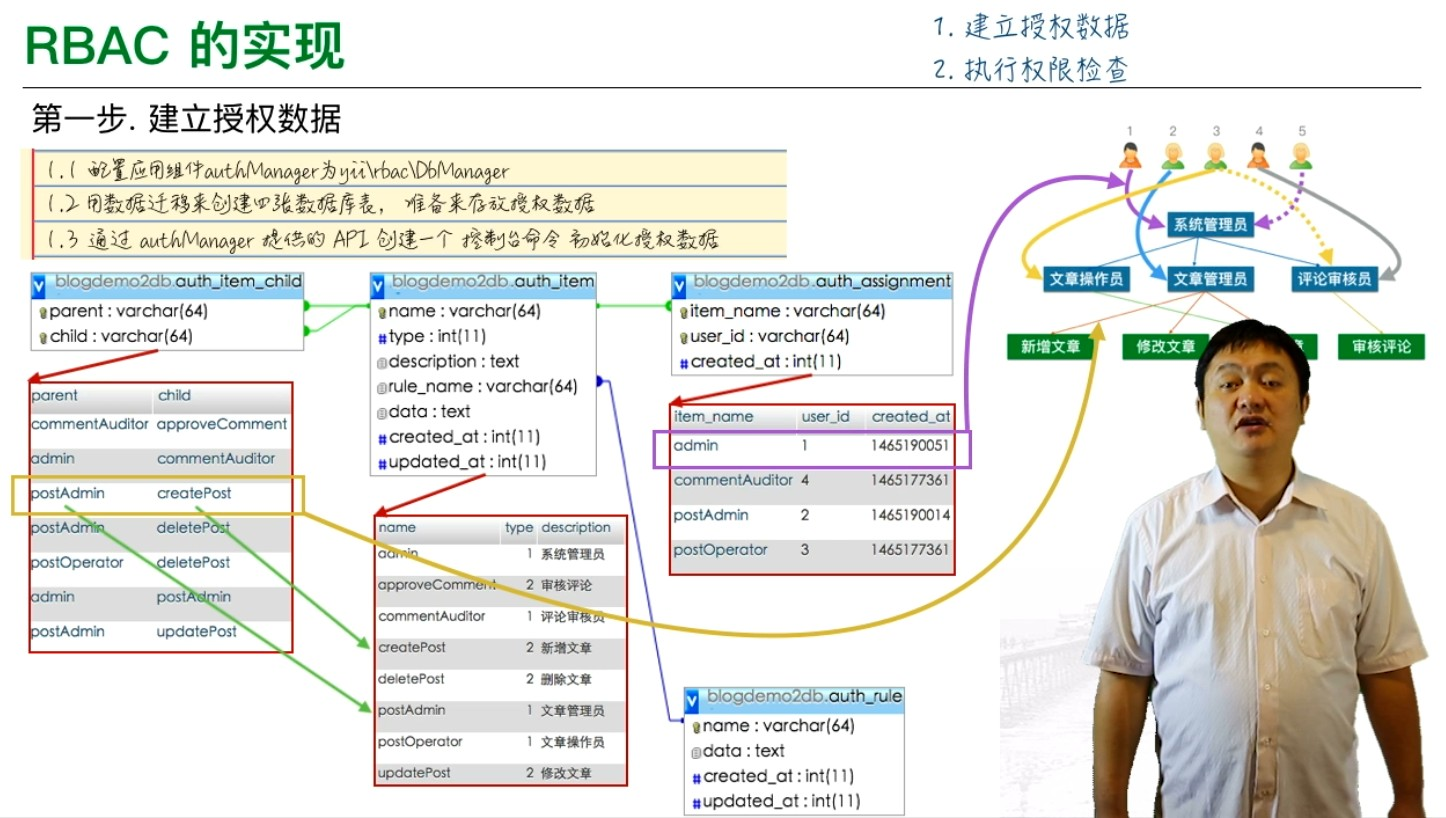 RBAC 的实现
1. 建立授权数据
2. 执行权限检查
第一步. 建立授权数据
1.1 配置应用组件authManager为yii\rbac\DbManager
1.2 用数据迁移来创建四张数据库表， 准备来存放授权数据
1.3 通过 authManager 提供的 API 创建一个 控制台命令 初始化授权数据
1 2 3 4 5
系统管理员
文章操作员 文章管理员 评论审核员
新增文章 修改文章 章 审核评论
blogdemo2db.auth_item_child
parent : varchar(64)
child : varchar(64)
blogdemo2db.auth_item
name : varchar(64)
type : int(11)
description : text
rule_name : varchar(64)
data : text
created_at : int(11)
updated_at : int(11)
blogdemo2db.auth_assignment
item_name : varchar(64)
user_id : varchar(64)
created_at : int(11)
parent child
commentAuditor approveComment
admin commentAuditor
postAdmin createPost
postAdmin deletePost
postOperator deletePost
admin postAdmin
postAdmin updatePost
name type description
admin 1 系统管理员
approveComment 2 审核评论
commentAuditor 1 评论审核员
createPost 2 新增文章
deletePost 2 删除文章
postAdmin 1 文章管理员
postOperator 1 文章操作员
updatePost 2 修改文章
item_name user_id created_at
admin 1 1465190051
commentAuditor 4 1465177361
postAdmin 2 1465190014
postOperator 3 1465177361
blogdemo2db.auth_rule
name : varchar(64)
data : text
created_at : int(11)
updated_at : int(11)